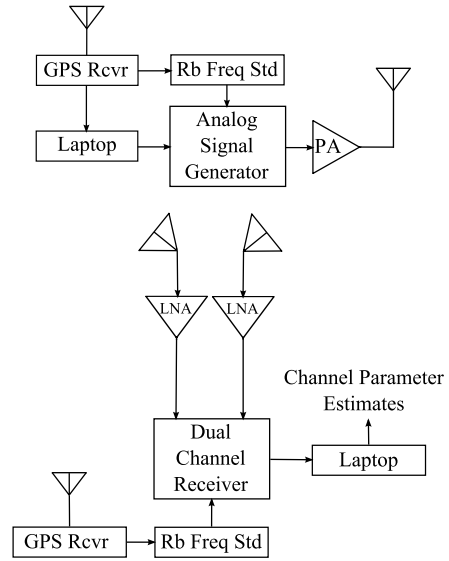 GPS Rcvr
Rb Freq Std
Laptop
Analog
Signal
Generator
PA
LNA
LNA
Channel Parameter
Estimates
Dual
Channel
Receiver
Laptop
GPS Rcvr
Rb Freq Std